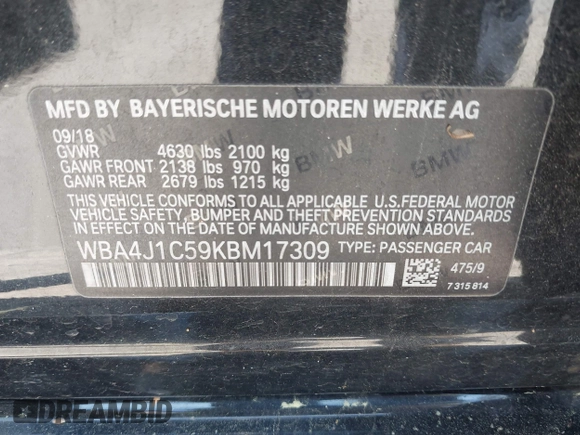 MFD BY BAYERISCHE MOTOREN WERKE AG
09/18
GVWR 4630 lbs 2100 kg
GAWR FRONT 2138 lbs 970 kg
GAWR REAR 2679 lbs 1215 kg
THIS VEHICLE CONFORMS TO ALL APPLICABLE U.S.FEDERAL MOTOR
VEHICLE SAFETY, BUMPER AND THEFT PREVENTION STANDARDS
IN EFFECT ON THE DATE OF MANUFACTURE SHOWN ABOVE.
WBA4J1C59KBM17309 TYPE: PASSENGER CAR
475/9
7 315 814
BMW
BMW
DREAMBID